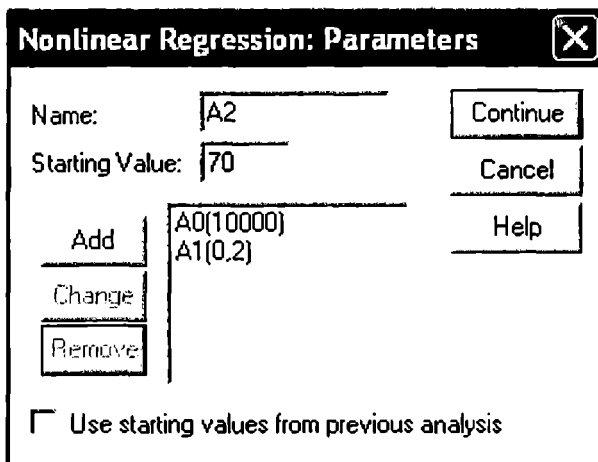 Nonlinear Regression: Parameters
Name: A2
Continue
Starting Value: 70
Cancel
Help
Add
A0(10000)
A1(0,2)
Change
Remove
Use starting values from previous analysis